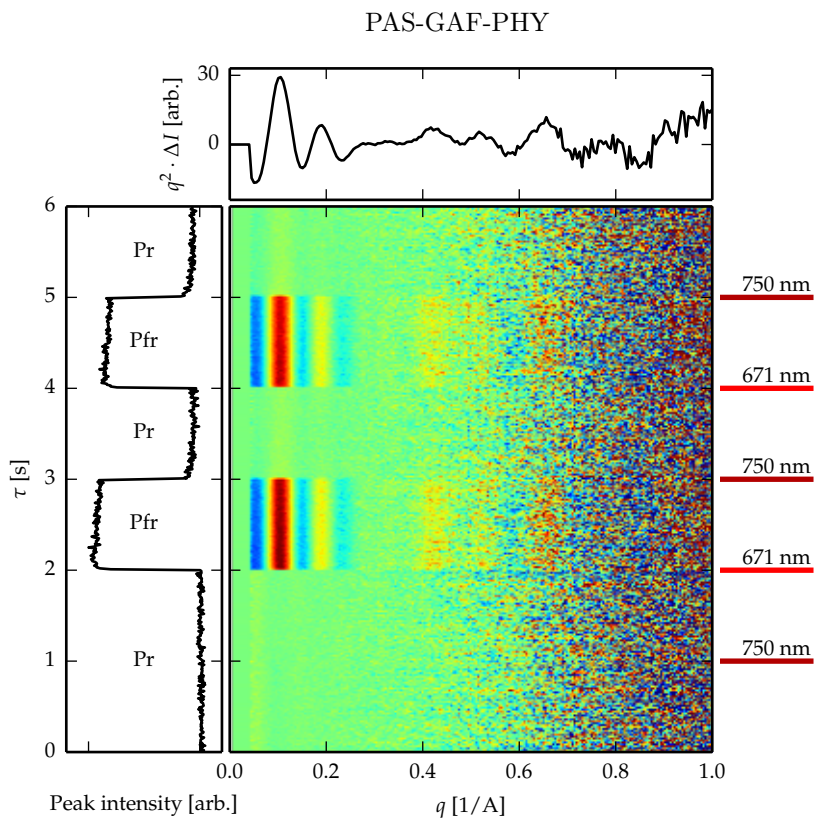 PAS-GAF-PHY
q² · ΔI [arb.]
30
0
τ [s]
6
5
4
3
2
1
0
Pr
Pfr
Pr
Pfr
Pr
750 nm
671 nm
750 nm
671 nm
750 nm
0.0 0.2 0.4 0.6 0.8 1.0
Peak intensity [arb.]
q [1/A]